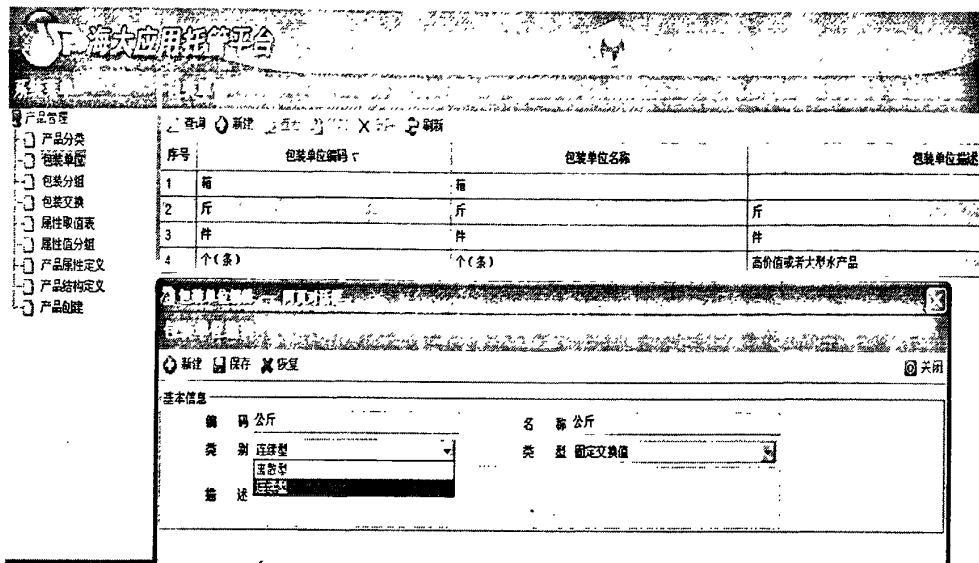 海大应用托管平台
产品管理
产品分类
包装单位
包装分组
包装交换
属性取值表
属性值分组
产品属性定义
产品结构定义
产品创建
查询 新建 刷新
序号 包装单位编码 包装单位名称 包装单位描述
1 箱 箱
2 斤 斤 斤
3 件 件 件
4 个(条) 个(条) 高价值或者大型水产品
新建 保存 恢复 关闭
基本信息
编 码 公斤 名 称 公斤
类 别 连续型 类 型 固定交换值
离散型
连续型
描 述